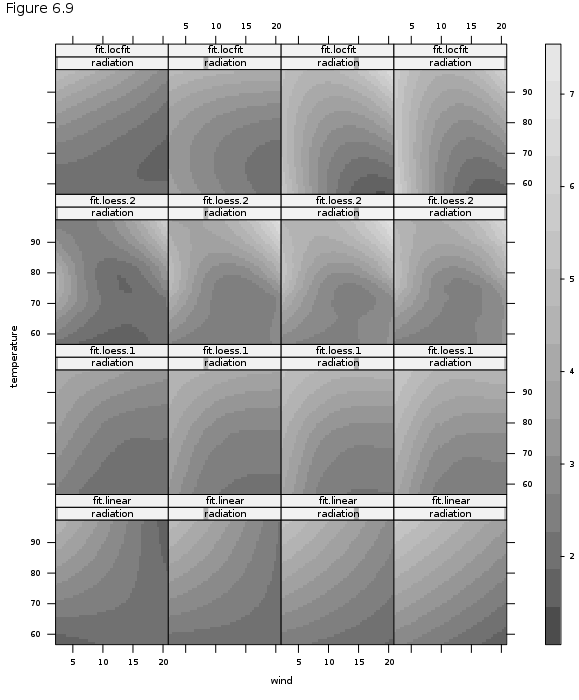 Figure 6.9
5 10 15 20 5 10 15 20
fit.locfit fit.locfit fit.locfit fit.locfit
radiation radiation radiation radiation
90
80
70
60
fit.loess.2 fit.loess.2 fit.loess.2 fit.loess.2
radiation radiation radiation radiation
90
80
70
60
fit.loess.1 fit.loess.1 fit.loess.1 fit.loess.1
radiation radiation radiation radiation
90
80
70
60
fit.linear fit.linear fit.linear fit.linear
radiation radiation radiation radiation
90
80
70
60
5 10 15 20 5 10 15 20
temperature
wind
7
6
5
4
3
2